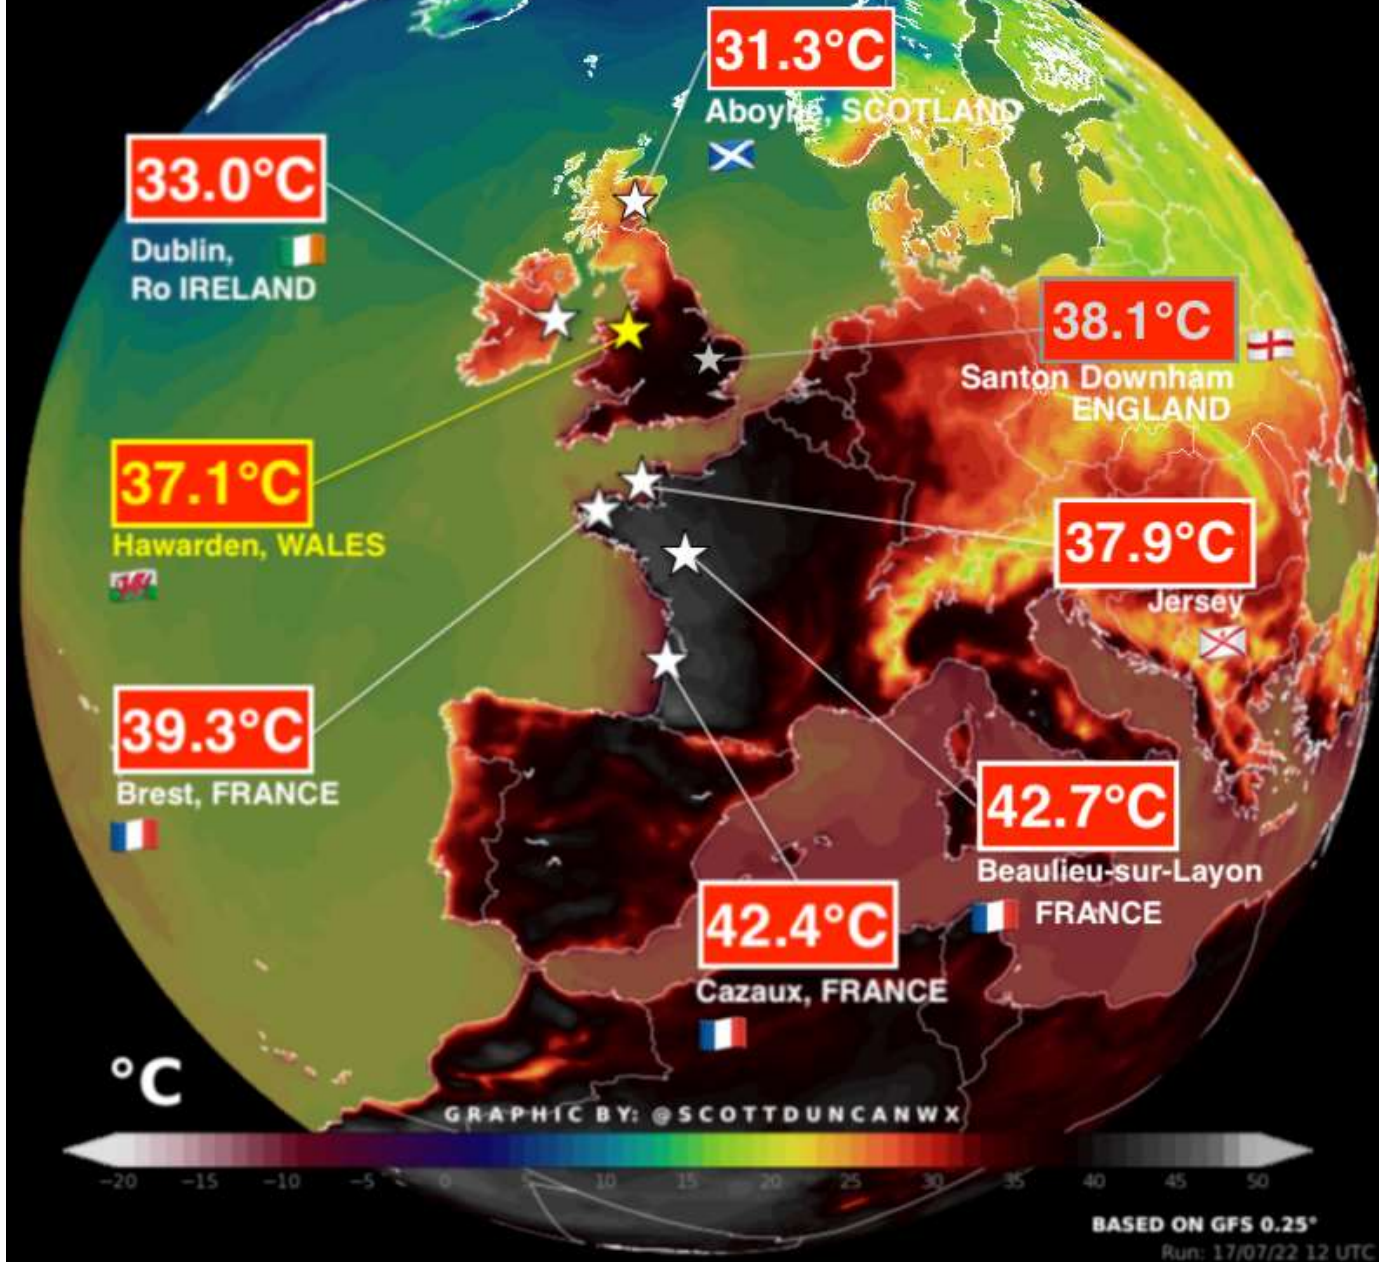 31.3°C
Aboyne, SCOTLAND
33.0°C
Dublin,
Ro IRELAND
38.1°C
Santon Downham
ENGLAND
37.1°C
Hawarden, WALES
37.9°C
Jersey
39.3°C
Brest, FRANCE
42.7°C
Beaulieu-sur-Layon
FRANCE
42.4°C
Cazaux, FRANCE
°C
GRAPHIC BY: @SCOTTDUNCANWX
−20 −15 −10 −5 0 5 10 15 20 25 30 35 40 45 50
BASED ON GFS 0.25°
Run: 17/07/22 12 UTC